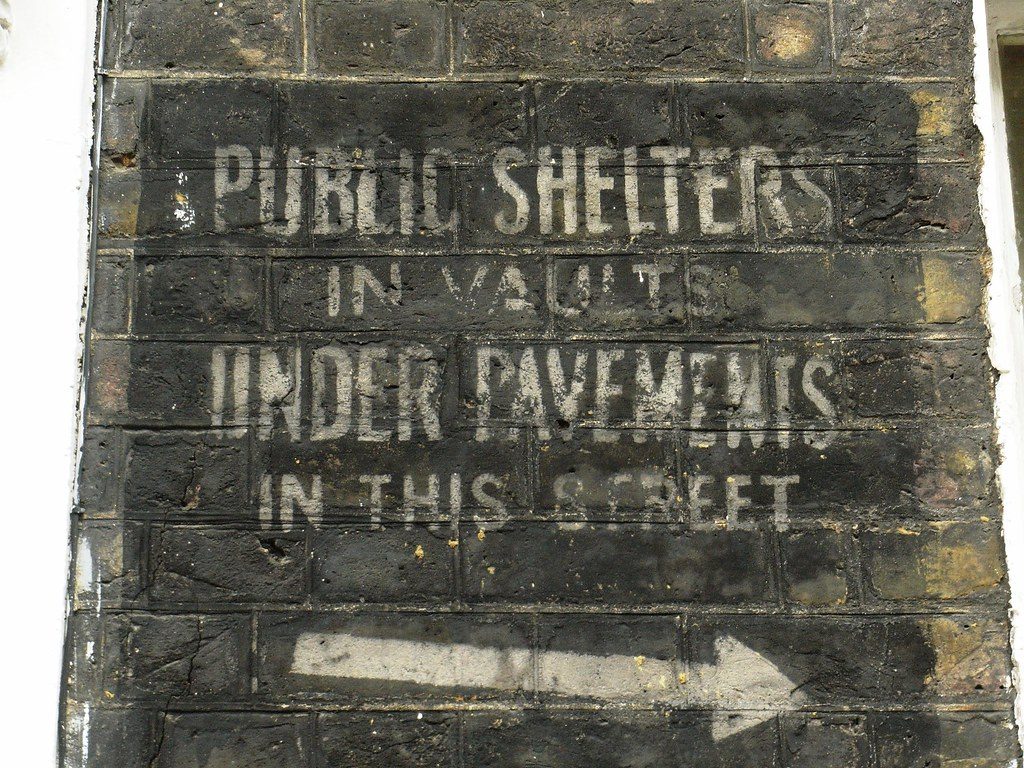 PUBLIC SHELTERS
IN VAULTS
UNDER PAVEMENTS
IN THIS STREET